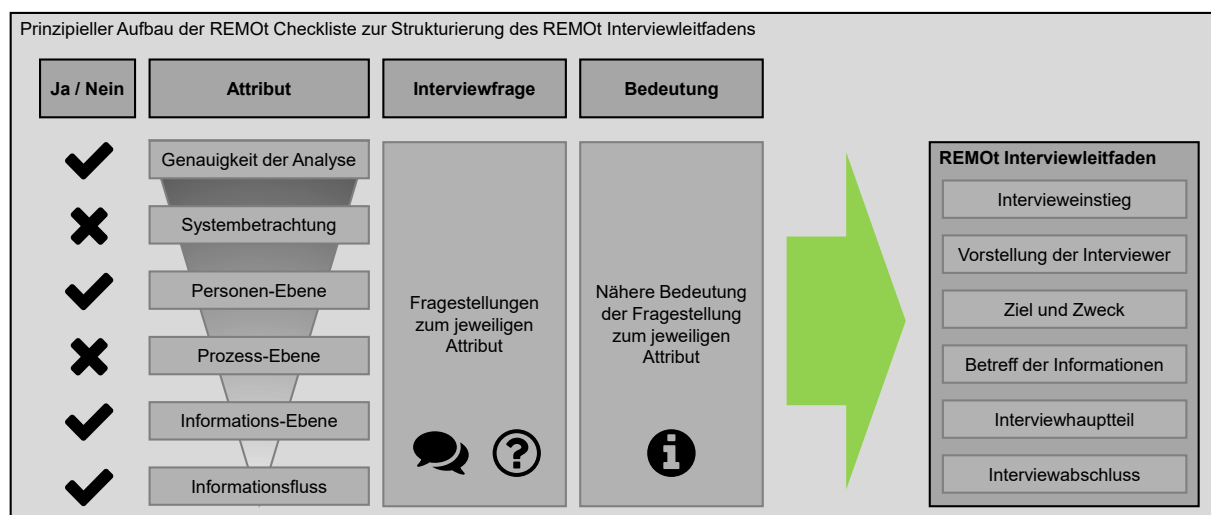 Prinzipieller Aufbau der REMOt Checkliste zur Strukturierung des REMOt Interviewleitfadens
Ja / Nein
Attribut
Interviewfrage
Bedeutung
Genauigkeit der Analyse
Systembetrachtung
Personen-Ebene
Prozess-Ebene
Informations-Ebene
Informationsfluss
Fragestellungen
zum jeweiligen
Attribut
Nähere Bedeutung
der Fragestellung
zum jeweiligen
Attribut
REMOt Interviewleitfaden
Intervieweinstieg
Vorstellung der Interviewer
Ziel und Zweck
Betreff der Informationen
Interviewhauptteil
Interviewabschluss